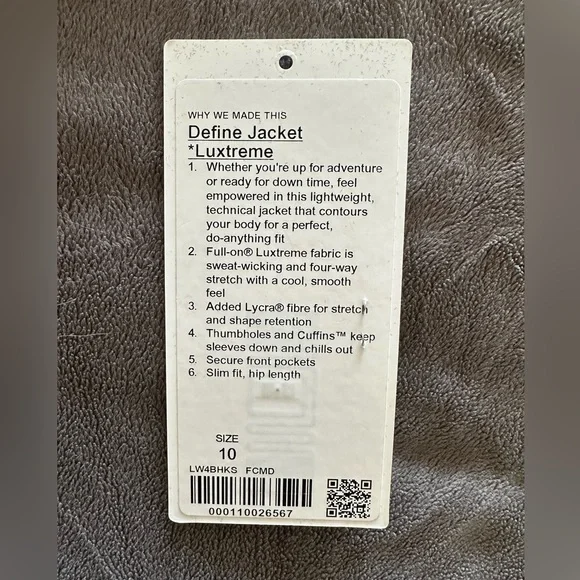 WHY WE MADE THIS
Define Jacket
*Luxtreme
1. Whether you're up for adventure
or ready for down time, feel
empowered in this lightweight,
technical jacket that contours
your body for a perfect,
do-anything fit
2. Full-on® Luxtreme fabric is
sweat-wicking and four-way
stretch with a cool, smooth
feel
3. Added Lycra® fibre for stretch
and shape retention
4. Thumbholes and Cuffins™ keep
sleeves down and chills out
5. Secure front pockets
6. Slim fit, hip length
SIZE
10
LW4BHKS FCMD
000110026567